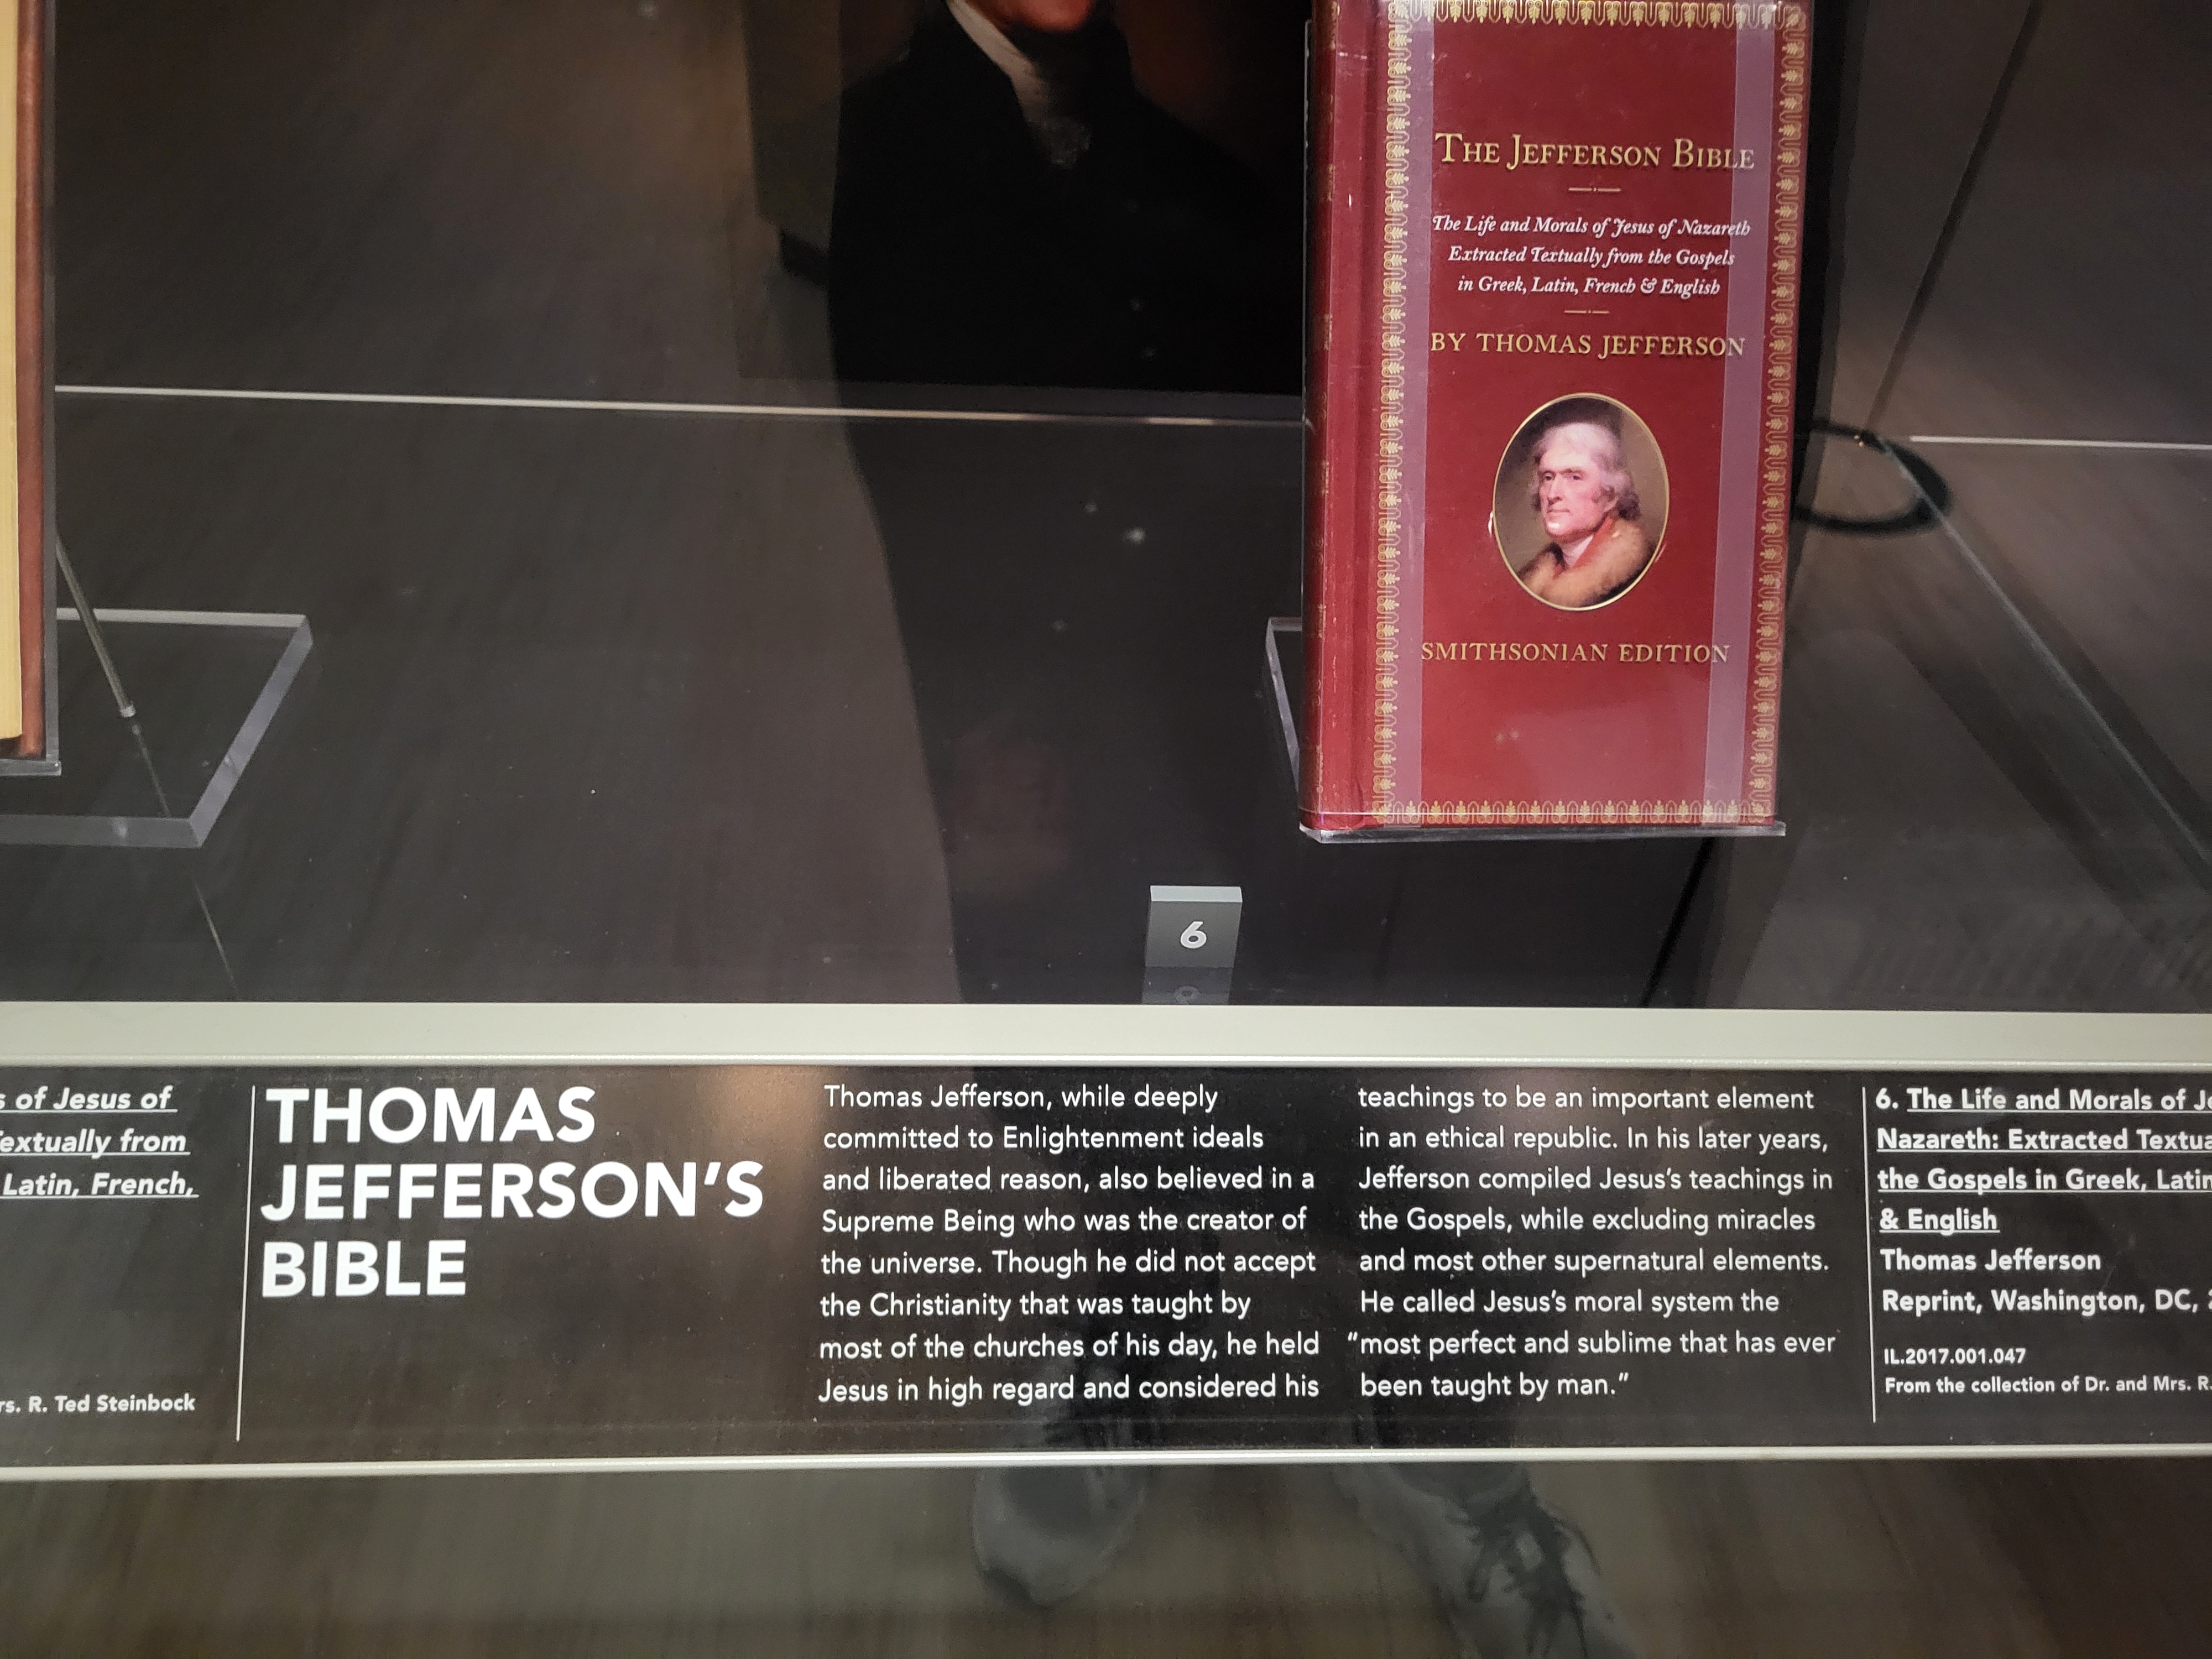 THE JEFFERSON BIBLE
The Life and Morals of Jesus of Nazareth
Extracted Textually from the Gospels
in Greek, Latin, French & English
BY THOMAS JEFFERSON
SMITHSONIAN EDITION
6
of Jesus of
from
Latin, French,
R. Ted Steinbock
THOMAS
JEFFERSON'S
BIBLE
Thomas Jefferson, while deeply
committed to Enlightenment ideals
and liberated reason, also believed in a
Supreme Being who was the creator of
the universe. Though he did not accept
the Christianity that was taught by
most of the churches of his day, he held
Jesus in high regard and considered his
teachings to be an important element
in an ethical republic. In his later years,
Jefferson compiled Jesus's teachings in
the Gospels, while excluding miracles
and most other supernatural elements.
He called Jesus's moral system the
“most perfect and sublime that has ever
been taught by man.”
6. The Life and Morals of
Nazareth: Extracted
the Gospels in Greek,
& English
Thomas Jefferson
Reprint, Washington, DC,
IL.2017.001.047
From the collection of Dr. and Mrs. R.